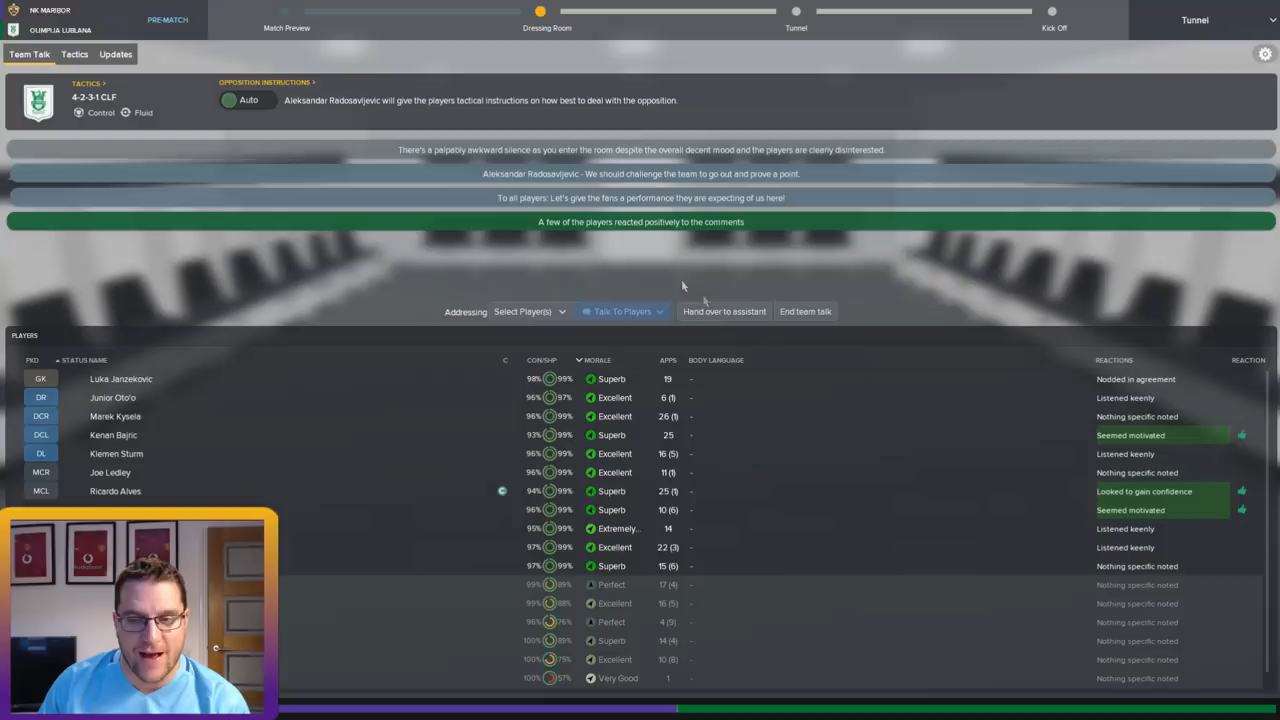 NK MARIBOR
OLIMPIJA LJUBLJANA
PRE-MATCH
Match Preview
Dressing Room
Tunnel
Kick Off
Tunnel
Team Talk
Tactics
Updates
TACTICS >
4-2-3-1 CLF
Control
Fluid
OPPOSITION INSTRUCTIONS >
Auto
Aleksandar Radosavljevic will give the players tactical instructions on how best to deal with the opposition.
There's a palpably awkward silence as you enter the room despite the overall decent mood and the players are clearly disinterested.
Aleksandar Radosavljevic - We should challenge the team to go out and prove a point.
To all players: Let's give the fans a performance they are expecting of us here!
A few of the players reacted positively to the comments
Addressing Select Player(s) Talk To Players Hand over to assistant End team talk
PLAYERS
PKD STATUS NAME C CON/SHP MORALE APPS BODY LANGUAGE REACTIONS REACTION
GK Luka Janzekovic 98% 99% Superb 19 - Nodded in agreement
DR Junior Oto'o 96% 97% Excellent 6 (1) - Listened keenly
DCR Marek Kysela 96% 99% Excellent 26 (1) - Nothing specific noted
DCL Kenan Bajric 93% 99% Superb 25 - Seemed motivated
DL Klemen Sturm 96% 99% Excellent 16 (5) - Listened keenly
MCR Joe Ledley 96% 99% Excellent 11 (1) - Nothing specific noted
MCL Ricardo Alves C 94% 99% Superb 25 (1) - Looked to gain confidence
96% 99% Superb 10 (6) - Seemed motivated
95% 99% Extremely... 14 - Listened keenly
97% 99% Excellent 22 (3) - Listened keenly
97% 99% Superb 15 (6) - Nothing specific noted
99% 89% Perfect 17 (4) - Nothing specific noted
99% 88% Excellent 16 (5) - Nothing specific noted
96% 76% Perfect 4 (9) - Nothing specific noted
100% 89% Superb 14 (4) - Nothing specific noted
100% 75% Excellent 10 (8) - Nothing specific noted
100% 57% Very Good 1 - Nothing specific noted